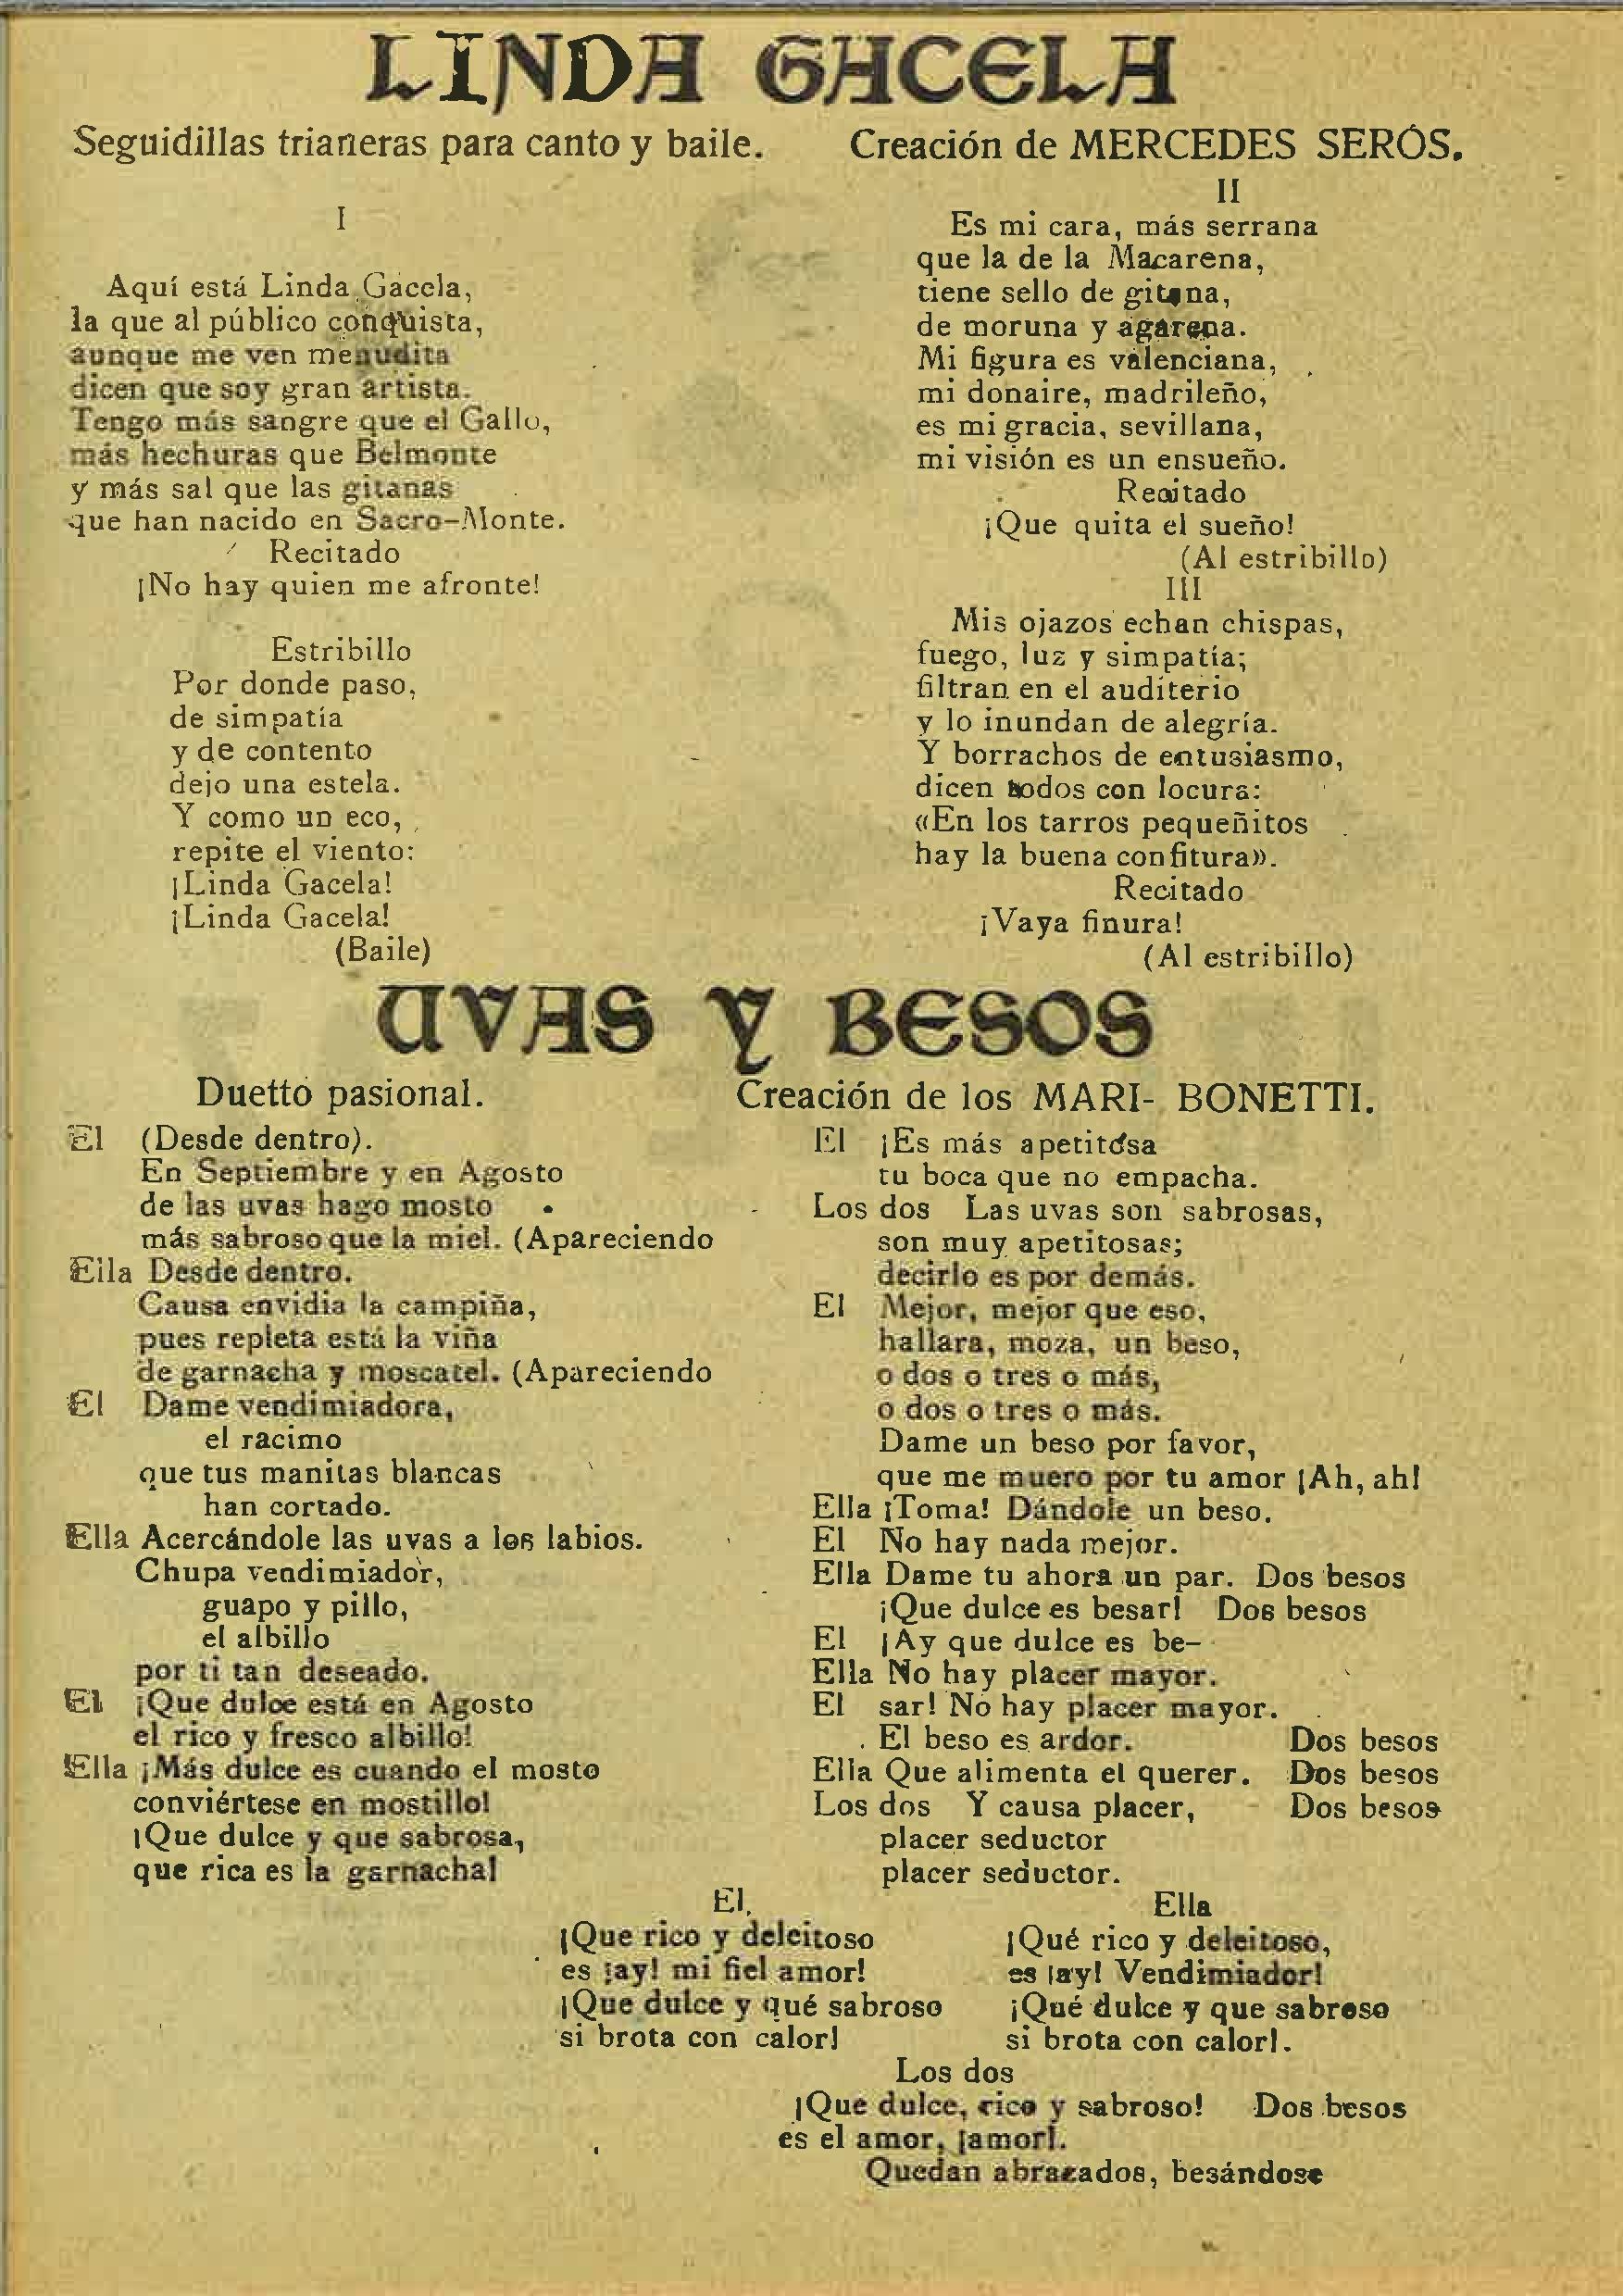 LINDA GACELA
Seguidillas trianeras para canto y baile.
Creación de MERCEDES SERÓS.
I
Aquí está Linda Gacela,
la que al público conquista,
aunque me ven menudita
dicen que soy gran artista.
Tengo más sangre que el Gallo,
más hechuras que Belmonte
y más sal que las gitanas
que han nacido en Sacro-Monte.
Recitado
¡No hay quien me afronte!
Estribillo
Por donde paso,
de simpatía
y de contento
dejo una estela.
Y como un eco,
repite el viento:
¡Linda Gacela!
¡Linda Gacela!
(Baile)
II
Es mi cara, más serrana
que la de la Macarena,
tiene sello de gitana,
de moruna y agarena.
Mi figura es valenciana,
mi donaire, madrileño,
es mi gracia, sevillana,
mi visión es un ensueño.
Recitado
¡Que quita el sueño!
(Al estribillo)
III
Mis ojazos echan chispas,
fuego, luz y simpatía;
filtran en el auditerio
y lo inundan de alegría.
Y borrachos de entusiasmo,
dicen todos con locura:
«En los tarros pequeñitos
hay la buena confitura».
Recitado
¡Vaya finura!
(Al estribillo)
UVAS Y BESOS
Duetto pasional.
Creación de los MARI- BONETTI.
El (Desde dentro).
En Septiembre y en Agosto
de las uvas hago mosto
más sabroso que la miel. (Apareciendo
Ella Desde dentro.
Causa envidia la campiña,
pues repleta está la viña
de garnacha y moscatel. (Apareciendo
El Dame vendimiadora,
el racimo
que tus manitas blancas
han cortado.
Ella Acercándole las uvas a los labios.
Chupa vendimiador,
guapo y pillo,
el albillo
por ti tan deseado.
El ¡Que dulce está en Agosto
el rico y fresco albillo!
Ella ¡Más dulce es cuando el mosto
conviértese en mostillo!
¡Que dulce y que sabrosa,
que rica es la garnacha!
El ¡Es más apetitosa
tu boca que no empacha.
Los dos Las uvas son sabrosas,
son muy apetitosas;
decirlo es por demás.
El Mejor, mejor que eso,
hallara, moza, un beso,
o dos o tres o más,
o dos o tres o más.
Dame un beso por favor,
que me muero por tu amor ¡Ah, ah!
Ella ¡Toma! Dándole un beso.
El No hay nada mejor.
Ella Dame tu ahora un par. Dos besos
¡Que dulce es besar! Dos besos
El ¡Ay que dulce es be-
Ella No hay placer mayor.
El sar! No hay placer mayor.
El beso es ardor. Dos besos
Ella Que alimenta el querer. Dos besos
Los dos Y causa placer, Dos besos
placer seductor
placer seductor.
El.
¡Que rico y deleitoso
es ¡ay! mi fiel amor!
¡Que dulce y qué sabroso
si brota con calor!
Ella
¡Qué rico y deleitoso,
es ¡ay! Vendimiador!
¡Qué dulce y que sabroso
si brota con calor!.
Los dos
¡Que dulce, rico y sabroso! Dos besos
es el amor, ¡amor!.
Quedan abrazados, besándose